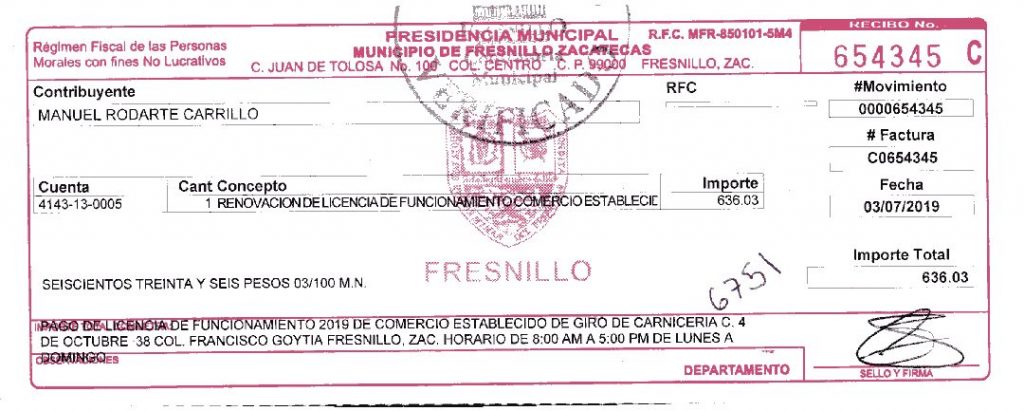 RECIBO No.
PRESIDENCIA MUNICIPAL R.F.C. MFR-850101-5M4
Régimen Fiscal de las Personas
Morales con fines No Lucrativos
MUNICIPIO DE FRESNILLO ZACATECAS
C. JUAN DE TOLOSA No. 100 COL. CENTRO C. P. 99000 FRESNILLO, ZAC.
654345 C
Municipal
VERIFICAD
Contribuyente
RFC
#Movimiento
MANUEL RODARTE CARRILLO
0000654345
# Factura
C0654345
Cuenta Cant Concepto Importe Fecha
4143-13-0005 1 RENOVACION DE LICENCIA DE FUNCIONAMIENTO COMERCIO ESTABLECIE 636.03 03/07/2019
FRESNILLO
Importe Total
636.03
SEISCIENTOS TREINTA Y SEIS PESOS 03/100 M.N.
6751
PAGO DE LICENCIA DE FUNCIONAMIENTO 2019 DE COMERCIO ESTABLECIDO DE GIRO DE CARNICERIA C. 4
DE OCTUBRE 38 COL. FRANCISCO GOYTIA FRESNILLO, ZAC. HORARIO DE 8:00 AM A 5:00 PM DE LUNES A
DOMINGO
OBSERVACIONES
DEPARTAMENTO
SELLO Y FIRMA